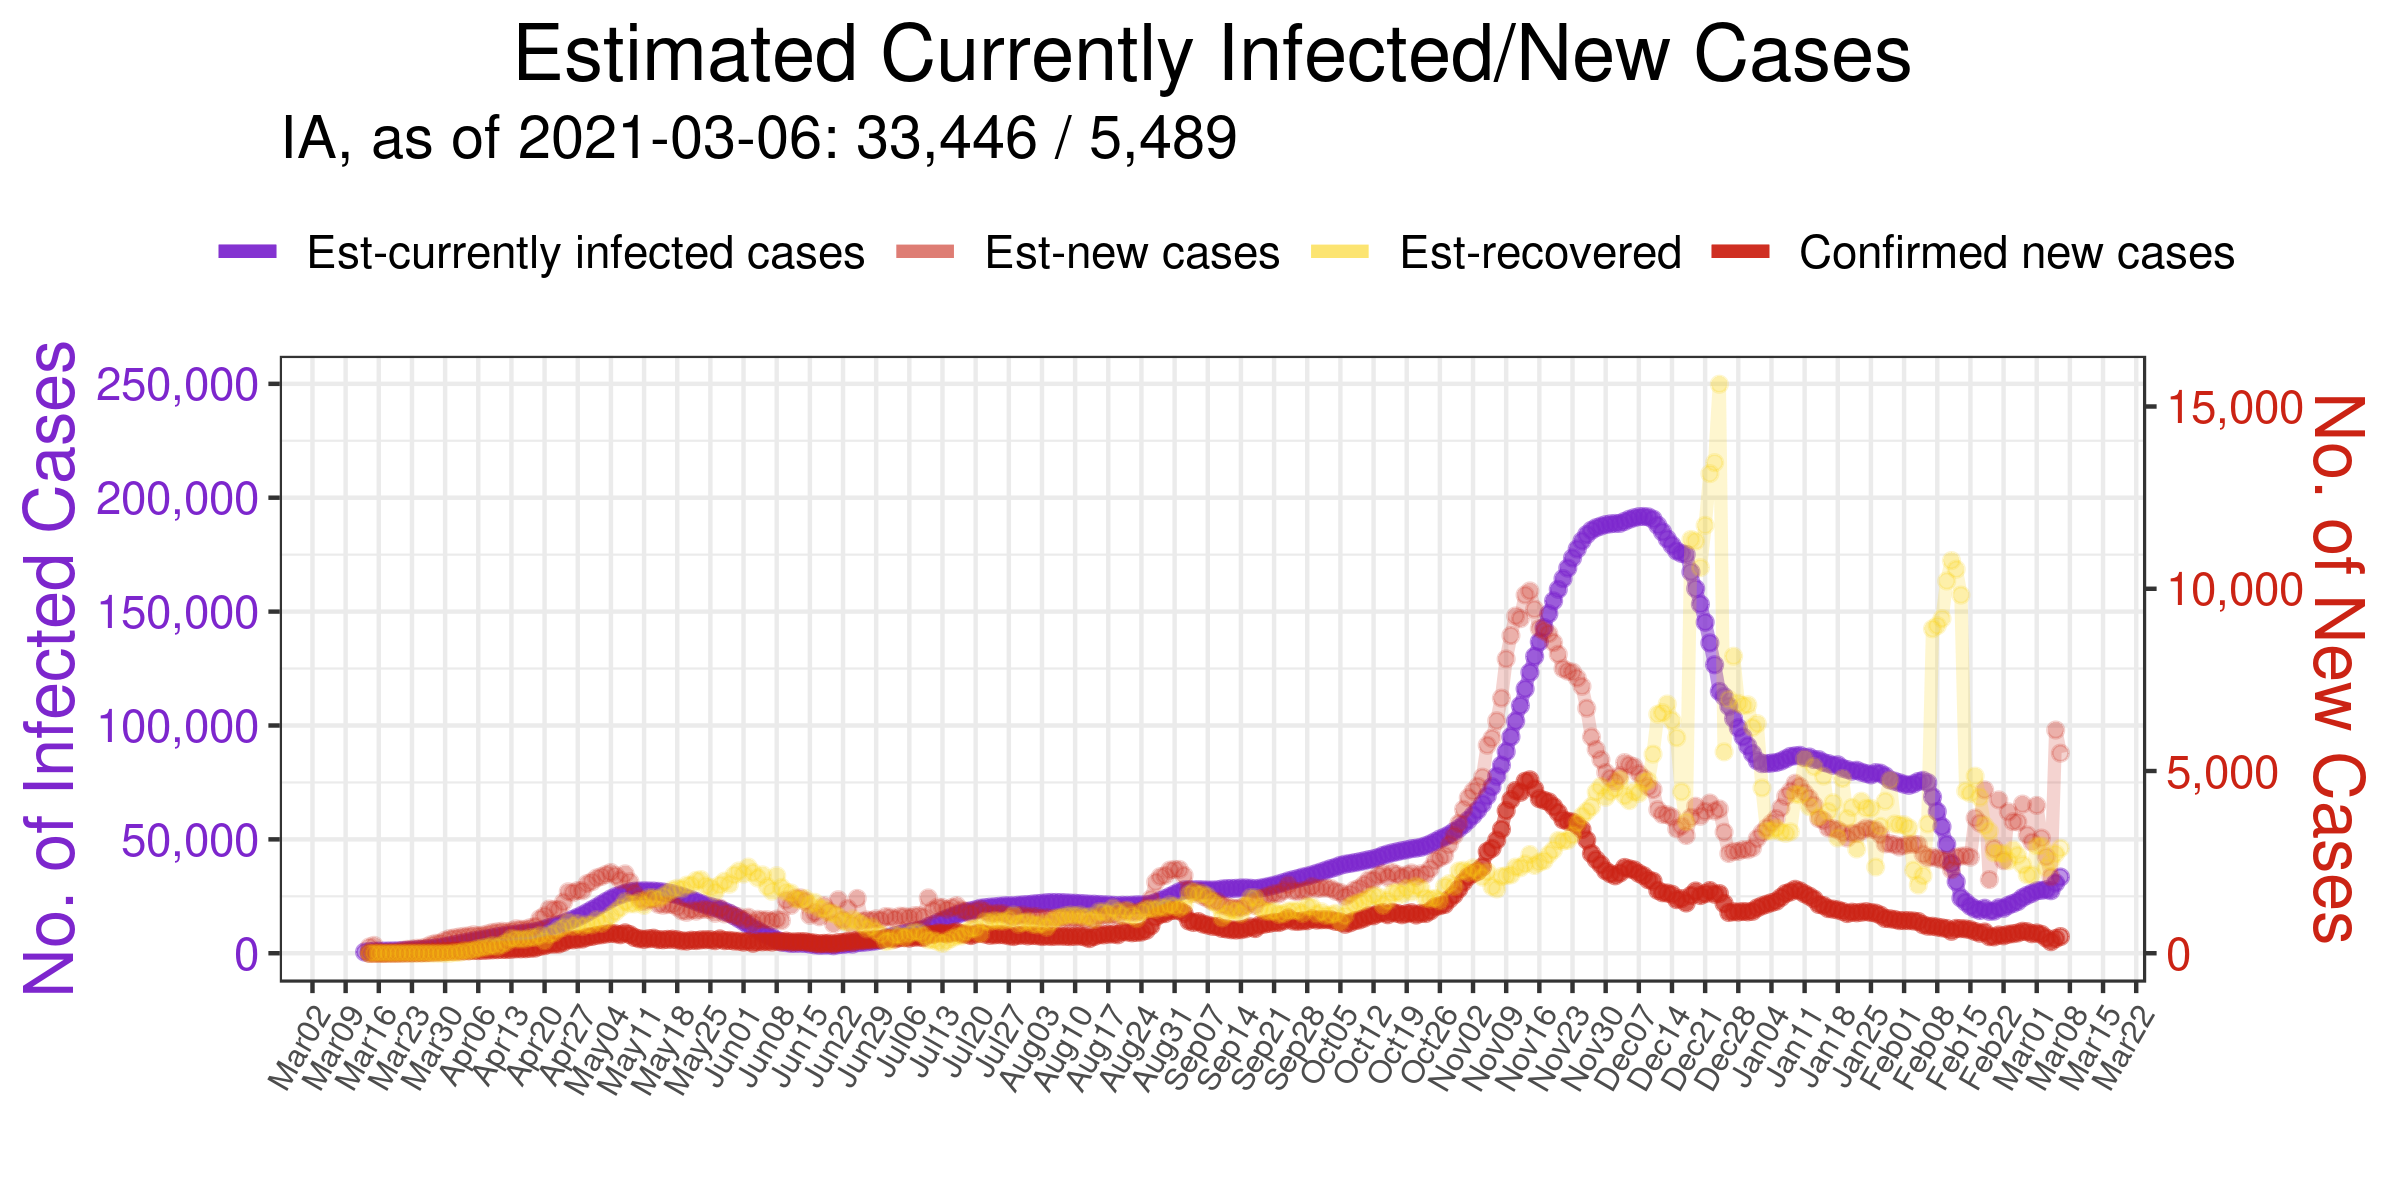 Estimated Currently Infected/New Cases
IA, as of 2021-03-06: 33,446 / 5,489
Est-currently infected cases Est-new cases Est-recovered Confirmed new cases
No. of Infected Cases
250,000
200,000
150,000
100,000
50,000
0
15,000
10,000
5,000
0
No. of New Cases
Mar02 Mar09 Mar16 Mar23 Mar30 Apr06 Apr13 Apr20 Apr27 May04 May11 May18 May25 Jun01 Jun08 Jun15 Jun22 Jun29 Jul06 Jul13 Jul20 Jul27 Aug03 Aug10 Aug17 Aug24 Aug31 Sep07 Sep14 Sep21 Sep28 Oct05 Oct12 Oct19 Oct26 Nov02 Nov09 Nov16 Nov23 Nov30 Dec07 Dec14 Dec21 Dec28 Jan04 Jan11 Jan18 Jan25 Feb01 Feb08 Feb15 Feb22 Mar01 Mar08 Mar15 Mar22